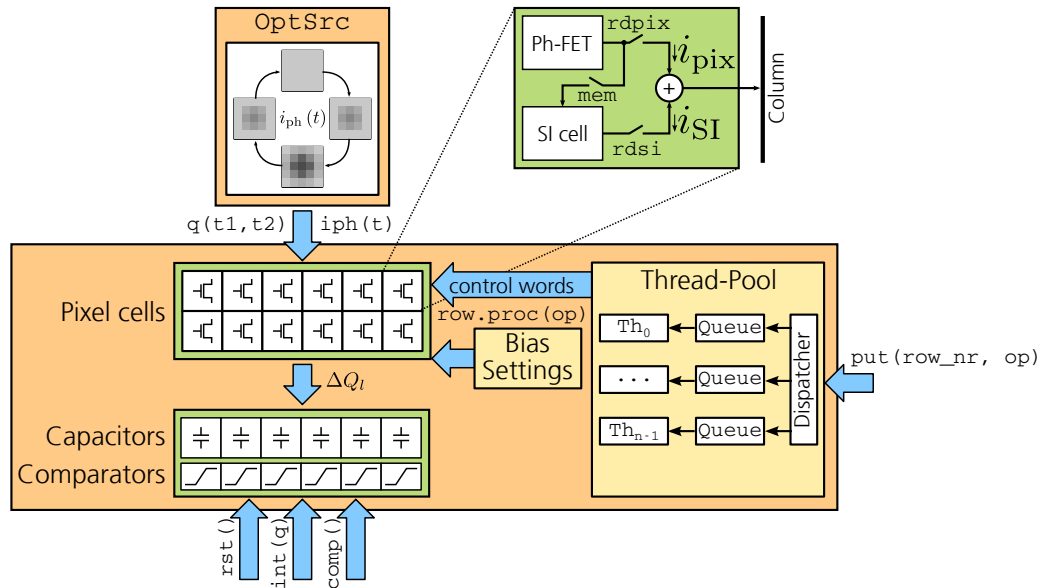 OptSrc
i_ph (t)
q(t1,t2)
iph(t)
Ph-FET
rdpix
i_pix
mem
+
SI cell
i_SI
rdsi
Column
Pixel cells
control words
row.proc(op)
Bias
Settings
Thread-Pool
Th_0
Queue
...
Queue
Th_n-1
Queue
Dispatcher
put(row_nr, op)
ΔQ_l
Capacitors
Comparators
rst()
int(q)
comp()